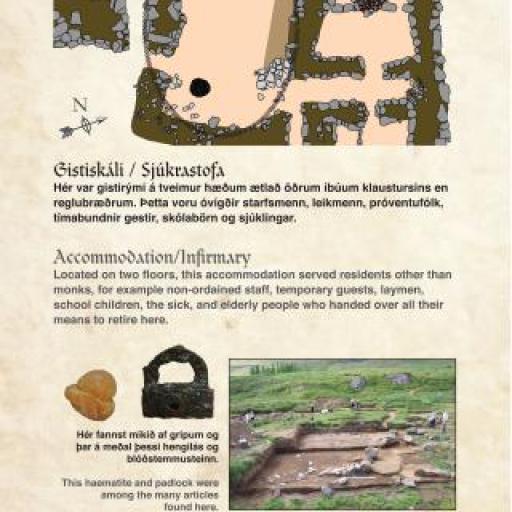 N
Gistiskáli / Sjúkrastofa
Hér var gistirými á tveimur hæðum ætlað öðrum íbúum klaustursins en
reglubræðrum. Þetta voru óvígðir starfsmenn, leikmenn, próventufólk,
tímabundnir gestir, skólabörn og sjúklingar.
Accommodation/Infirmary
Located on two floors, this accommodation served residents other than
monks, for example non-ordained staff, temporary guests, laymen,
school children, the sick, and elderly people who handed over all their
means to retire here.
Hér fannst mikið af gripum og
þar á meðal þessi hengilás og
blóðstemmusteinn.
This haematite and padlock were
among the many articles
found here.